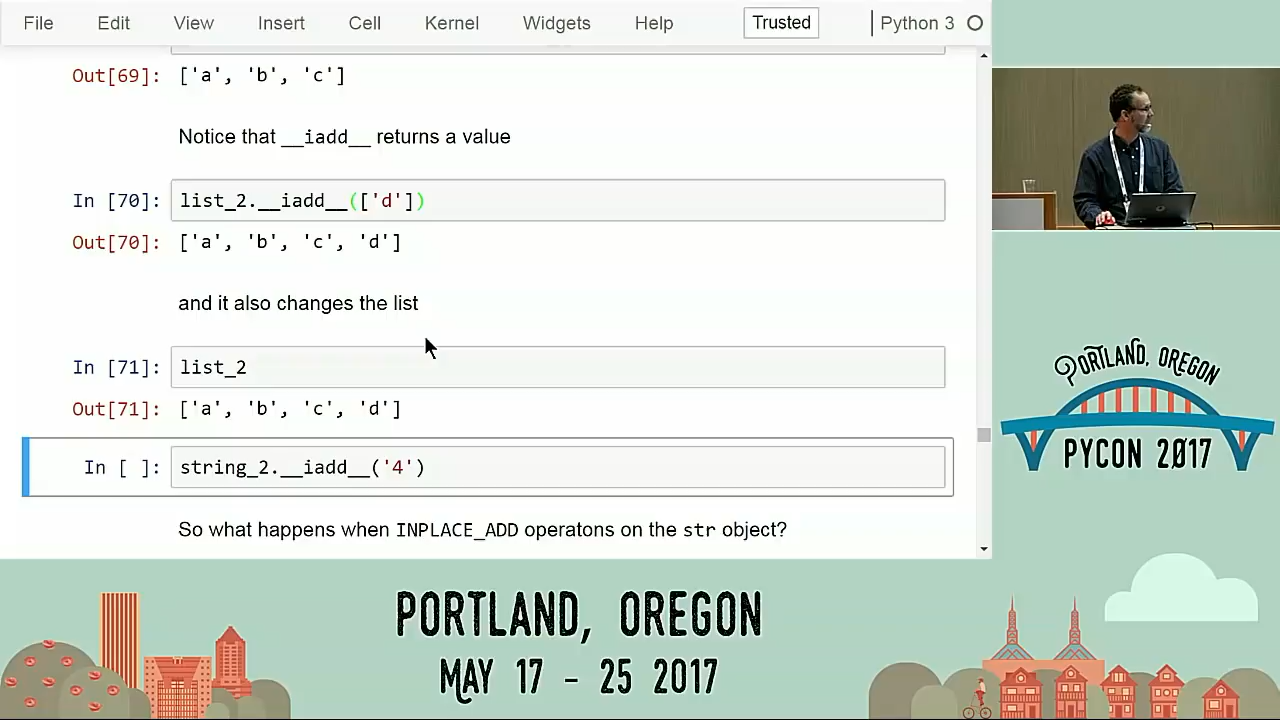 File Edit View Insert Cell Kernel Widgets Help Trusted Python 3
Out[69]: ['a', 'b', 'c']
Notice that __iadd__ returns a value
In [70]: list_2.__iadd__(['d'])
Out[70]: ['a', 'b', 'c', 'd']
and it also changes the list
In [71]: list_2
Out[71]: ['a', 'b', 'c', 'd']
In [ ]: string_2.__iadd__('4')
So what happens when INPLACE_ADD operatons on the str object?
PORTLAND, OREGON
PYCON 2017
PORTLAND, OREGON
MAY 17 - 25 2017